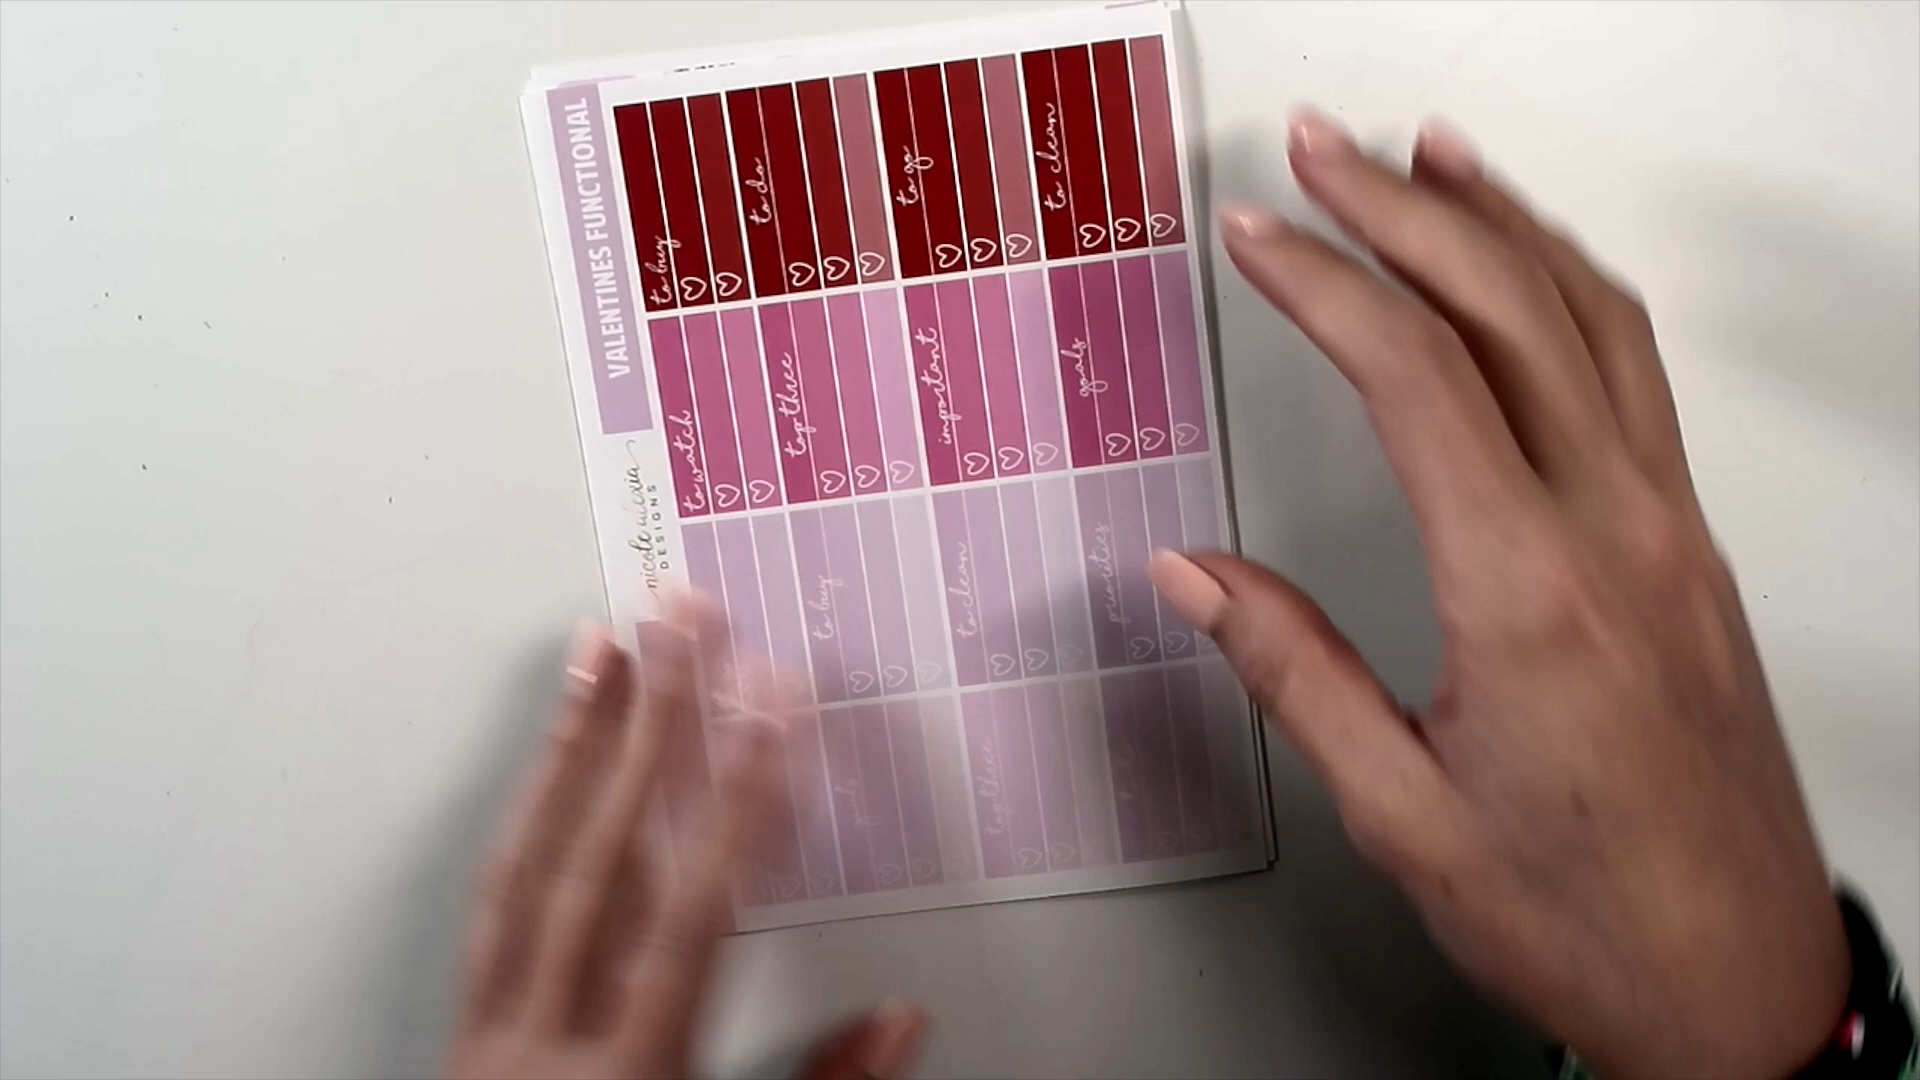 VALENTINES FUNCTIONAL
nicole alexia
DESIGNS
to buy
to do
to go
to clean
to watch
top three
important
goals
to buy
to clean
priorities
goals
top three